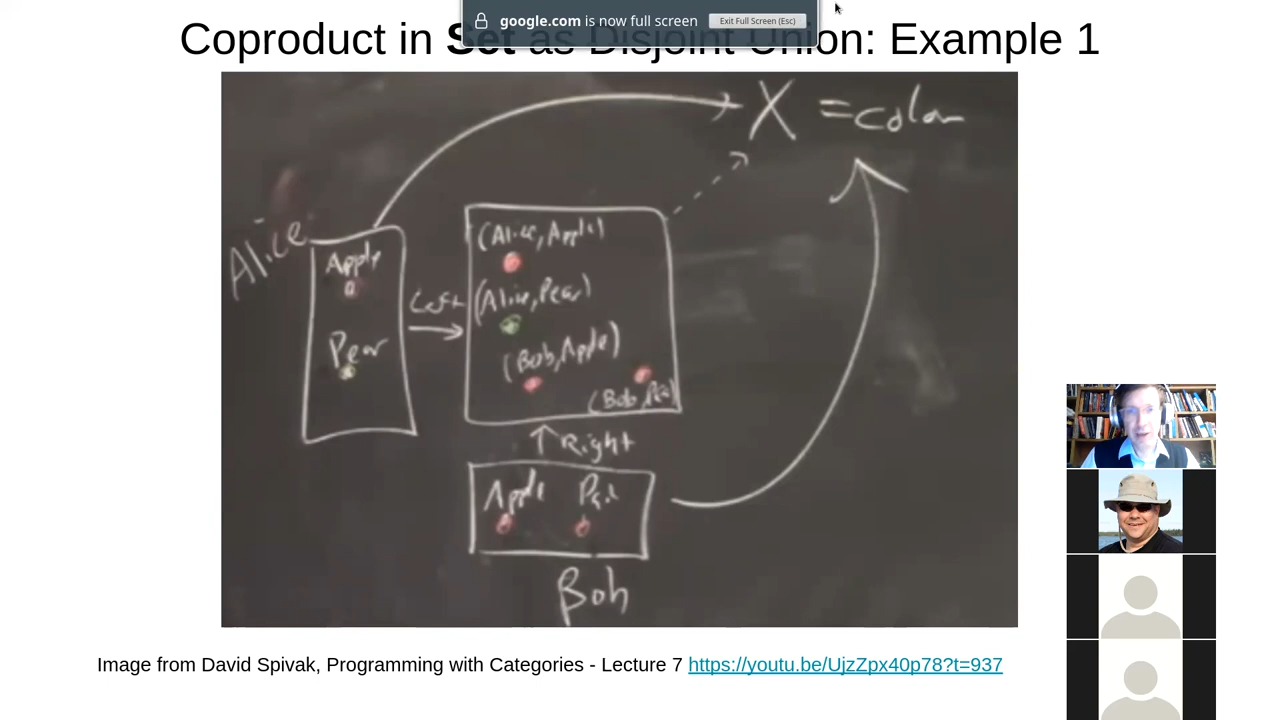 google.com is now full screen Exit Full Screen (Esc)
Coproduct in Set as Disjoint Union: Example 1
X = color
Alice
Apple
Pear
Left
(Alice, Apple)
(Alice, Pear)
(Bob, Apple)
(Bob, Pear)
↑ Right
Apple
Bob
Image from David Spivak, Programming with Categories - Lecture 7 https://youtu.be/UjzZpx40p78?t=937